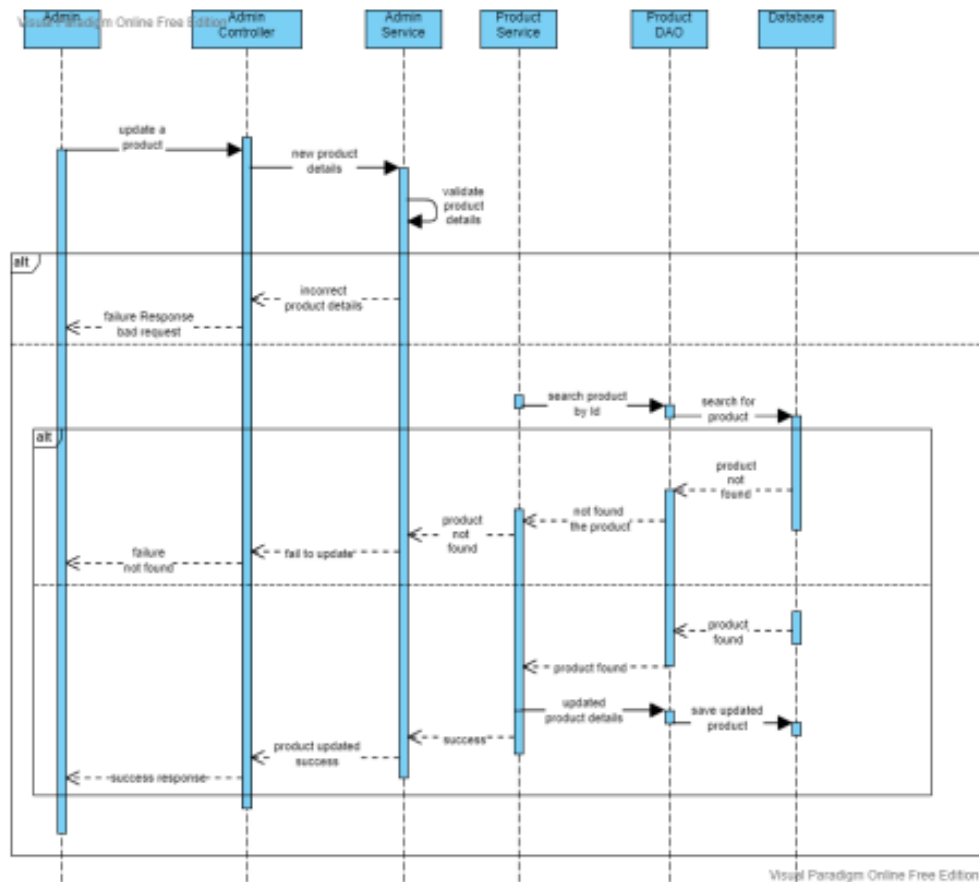 Visual Paradigm Online Free Edition
Admin
Admin
Controller
Admin
Service
Product
Service
Product
DAO
Database
update a
product
new product
details
validate
product
details
alt
incorrect
product details
failure Response
bad request
search product
by Id
search for
product
alt
product
not
found
not found
the product
product
not
found
fail to update
failure
not found
product
found
product found
updated
product details
save updated
product
success
product updated
success
success response
Visual Paradigm Online Free Edition